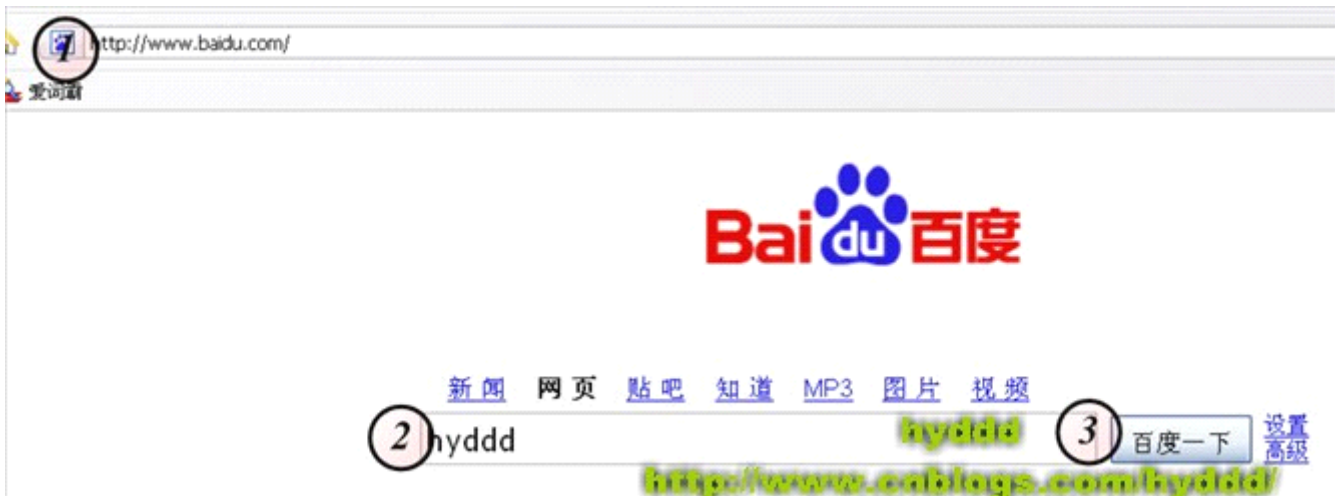 1 http://www.baidu.com/
爱词霸
Bai du 百度
新闻 网页 贴吧 知道 MP3 图片 视频
2 hyddd hyddd 3 百度一下 设置
高级
http://www.cnblogs.com/hyddd/